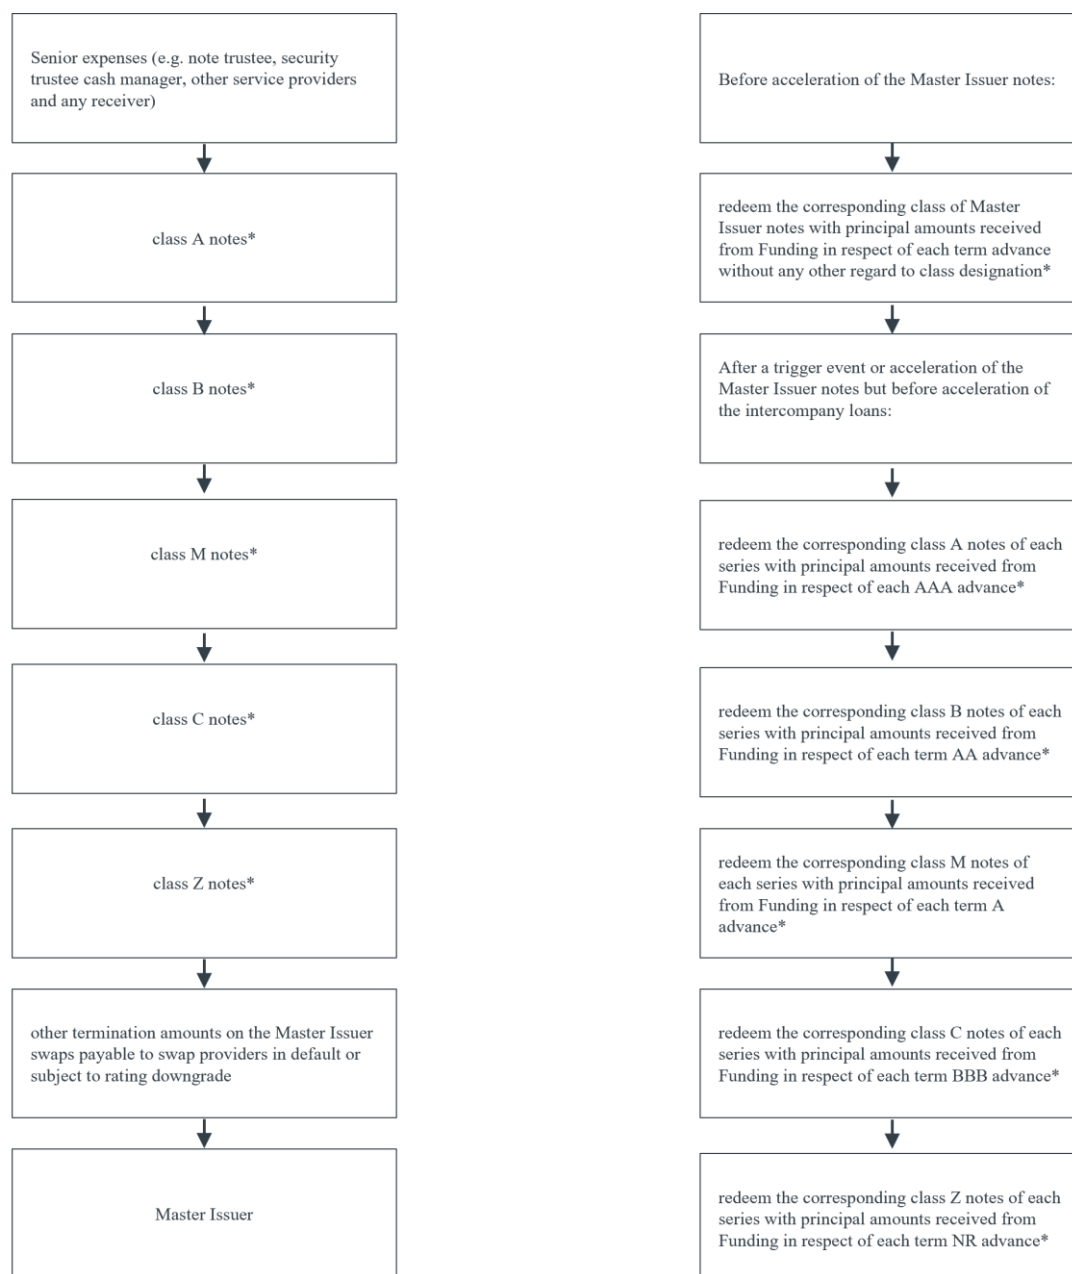 Senior expenses (e.g. note trustee, security
trustee cash manager, other service providers
and any receiver)
class A notes*
class B notes*
class M notes*
class C notes*
class Z notes*
other termination amounts on the Master Issuer
swaps payable to swap providers in default or
subject to rating downgrade
Master Issuer
Before acceleration of the Master Issuer notes:
redeem the corresponding class of Master
Issuer notes with principal amounts received
from Funding in respect of each term advance
without any other regard to class designation*
After a trigger event or acceleration of the
Master Issuer notes but before acceleration of
the intercompany loans:
redeem the corresponding class A notes of each
series with principal amounts received from
Funding in respect of each AAA advance*
redeem the corresponding class B notes of each
series with principal amounts received from
Funding in respect of each term AA advance*
redeem the corresponding class M notes of
each series with principal amounts received
from Funding in respect of each term A
advance*
redeem the corresponding class C notes of each
series with principal amounts received from
Funding in respect of each term BBB advance*
redeem the corresponding class Z notes of each
series with principal amounts received from
Funding in respect of each term NR advance*